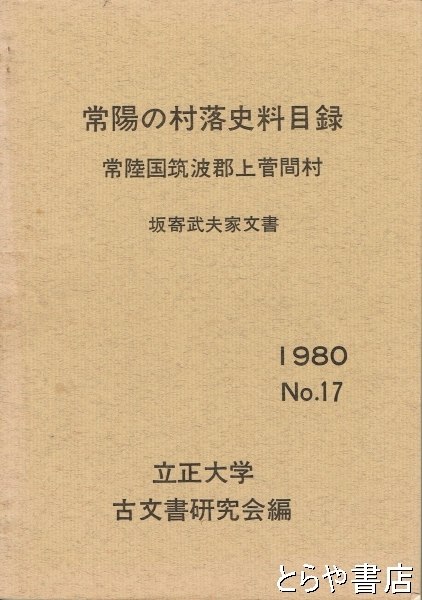 常陽の村落史料目録
常陸国筑波郡上菅間村
坂寄武夫家文書
1980
No.17
立正大学
古文書研究会編
とらや書店